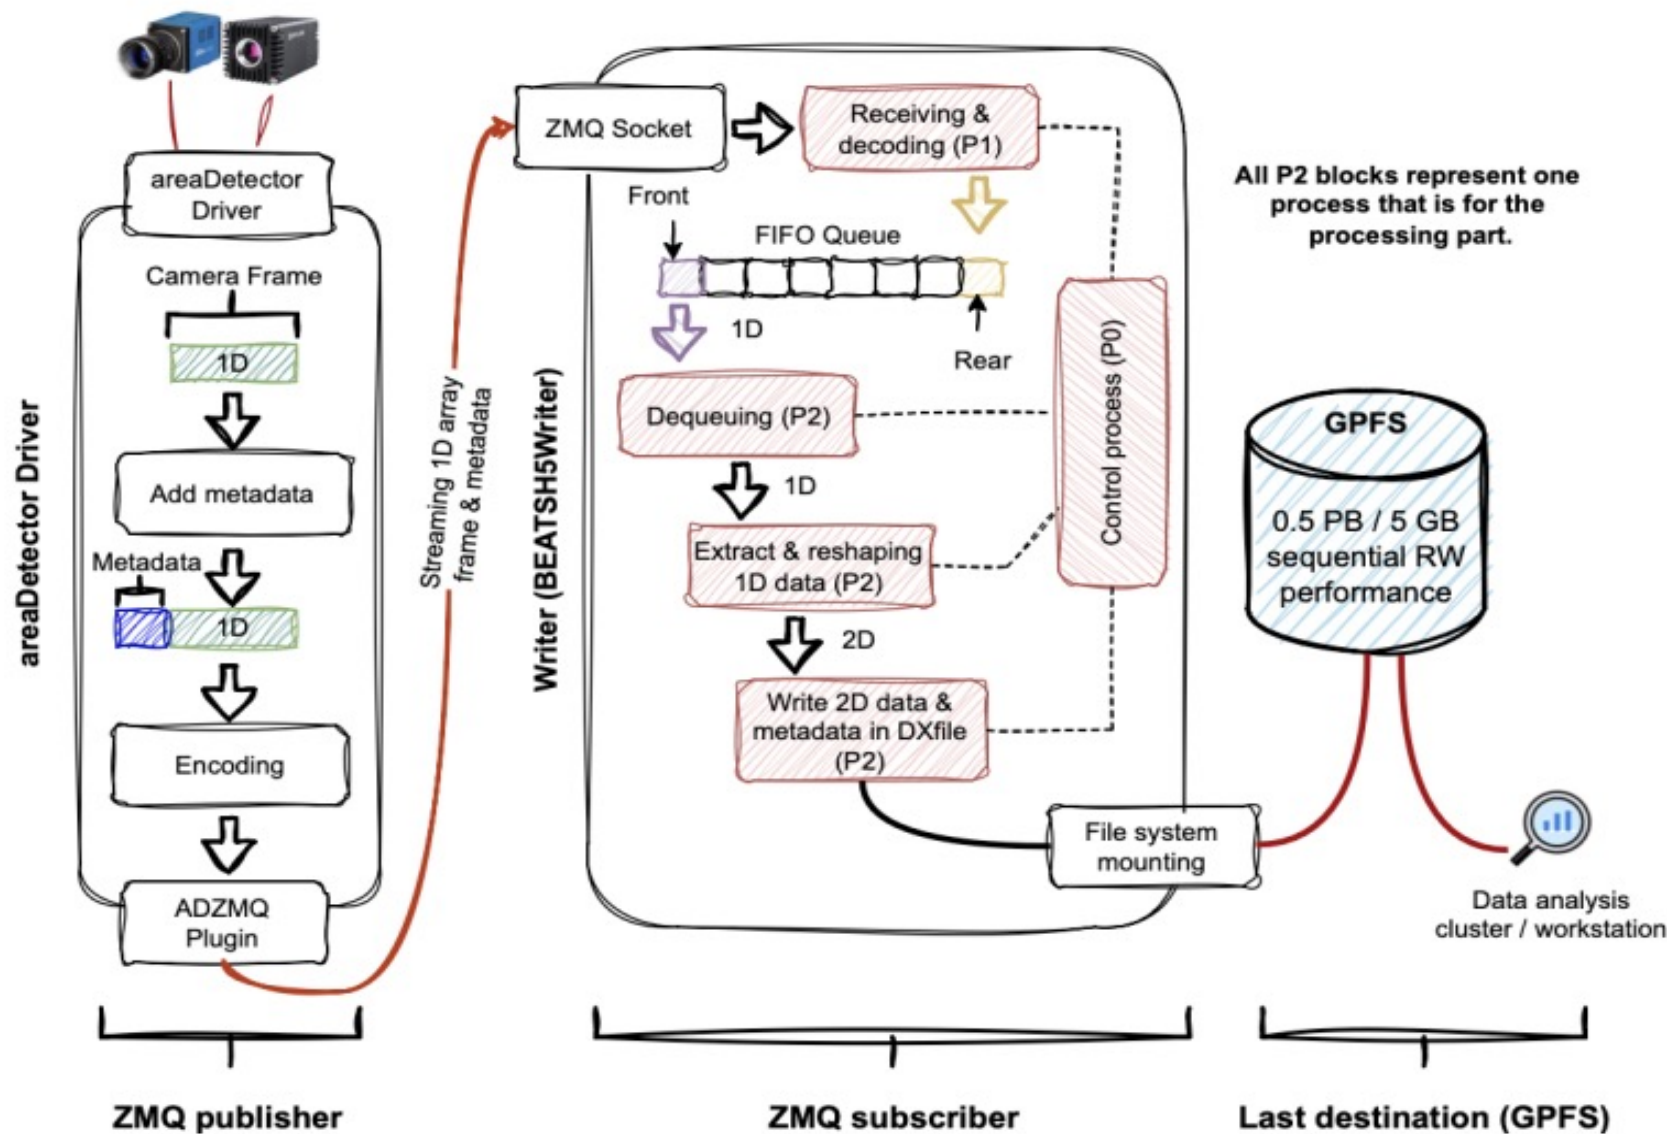 areaDetector
Driver
Camera Frame
1D
Add metadata
Metadata
1D
Encoding
ADZMQ
Plugin
areaDetector Driver
ZMQ publisher
Streaming 1D array
frame & metadata
ZMQ Socket
Receiving &
decoding (P1)
Front
FIFO Queue
1D
Rear
Dequeuing (P2)
1D
Extract & reshaping
1D data (P2)
2D
Write 2D data &
metadata in DXfile
(P2)
Control process (P0)
Writer (BEATSH5Writer)
File system
mounting
ZMQ subscriber
All P2 blocks represent one
process that is for the
processing part.
GPFS
0.5 PB / 5 GB
sequential RW
performance
Data analysis
cluster / workstation
Last destination (GPFS)